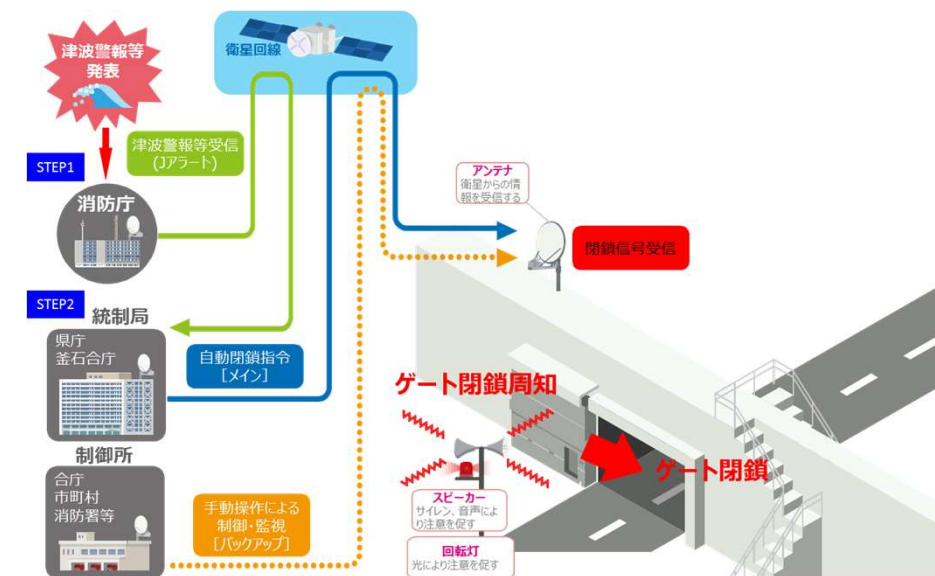 津波警報等
発表
衛星回線
津波警報等受信
(Jアラート)
STEP1
消防庁
アンテナ
衛星からの情
報を受信する
閉鎖信号受信
STEP2
統制局
県庁
釜石合庁
自動閉鎖指令
[メイン]
ゲート閉鎖周知
ゲート閉鎖
制御所
合庁
市町村
消防署等
手動操作による
制御・監視
[バックアップ]
スピーカー
サイレン、音声によ
り注意を促す
回転灯
光により注意を促す